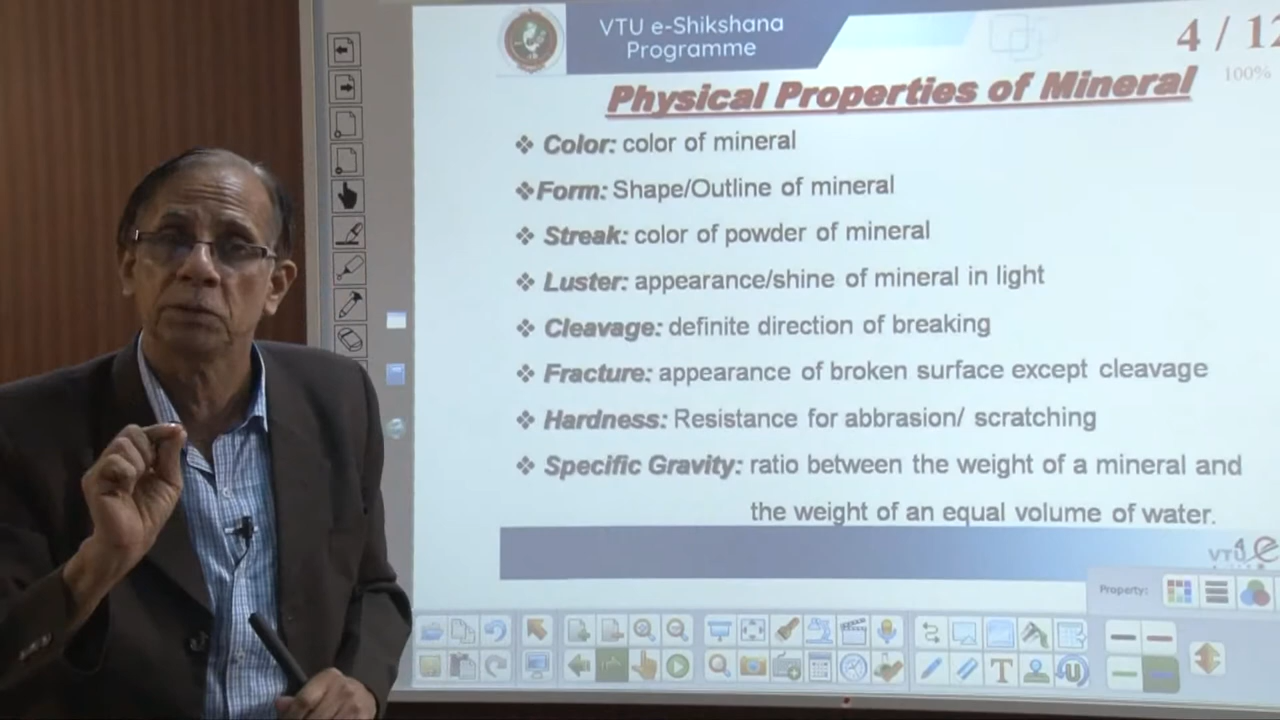 VTU e-Shikshana
Programme
4 / 12
100%
Physical Properties of Mineral
❖ Color: color of mineral
❖ Form: Shape/Outline of mineral
❖ Streak: color of powder of mineral
❖ Luster: appearance/shine of mineral in light
❖ Cleavage: definite direction of breaking
❖ Fracture: appearance of broken surface except cleavage
❖ Hardness: Resistance for abbrasion/ scratching
❖ Specific Gravity: ratio between the weight of a mineral and
the weight of an equal volume of water.
4
VTU e
Property: